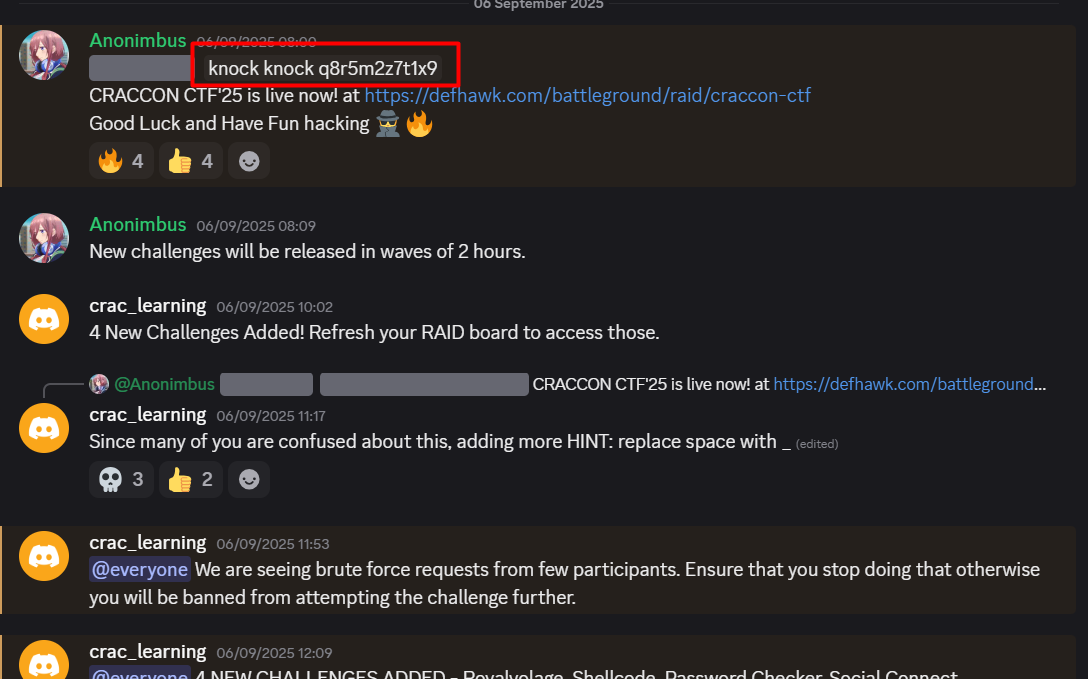 06 September 2025
Anonimbus 06/09/2025 08:00
knock knock q8r5m2z7t1x9
CRACCON CTF'25 is live now! at https://defhawk.com/battleground/raid/craccon-ctf
Good Luck and Have Fun hacking
4 4
Anonimbus 06/09/2025 08:09
New challenges will be released in waves of 2 hours.
crac_learning 06/09/2025 10:02
4 New Challenges Added! Refresh your RAID board to access those.
@Anonimbus CRACCON CTF'25 is live now! at https://defhawk.com/battleground...
crac_learning 06/09/2025 11:17
Since many of you are confused about this, adding more HINT: replace space with _ (edited)
3 2
crac_learning 06/09/2025 11:53
@everyone We are seeing brute force requests from few participants. Ensure that you stop doing that otherwise
you will be banned from attempting the challenge further.
crac_learning 06/09/2025 12:09
@everyone 4 NEW CHALLENGES ADDED - Royalvolage, Shellcode, Password Checker, Social Connect